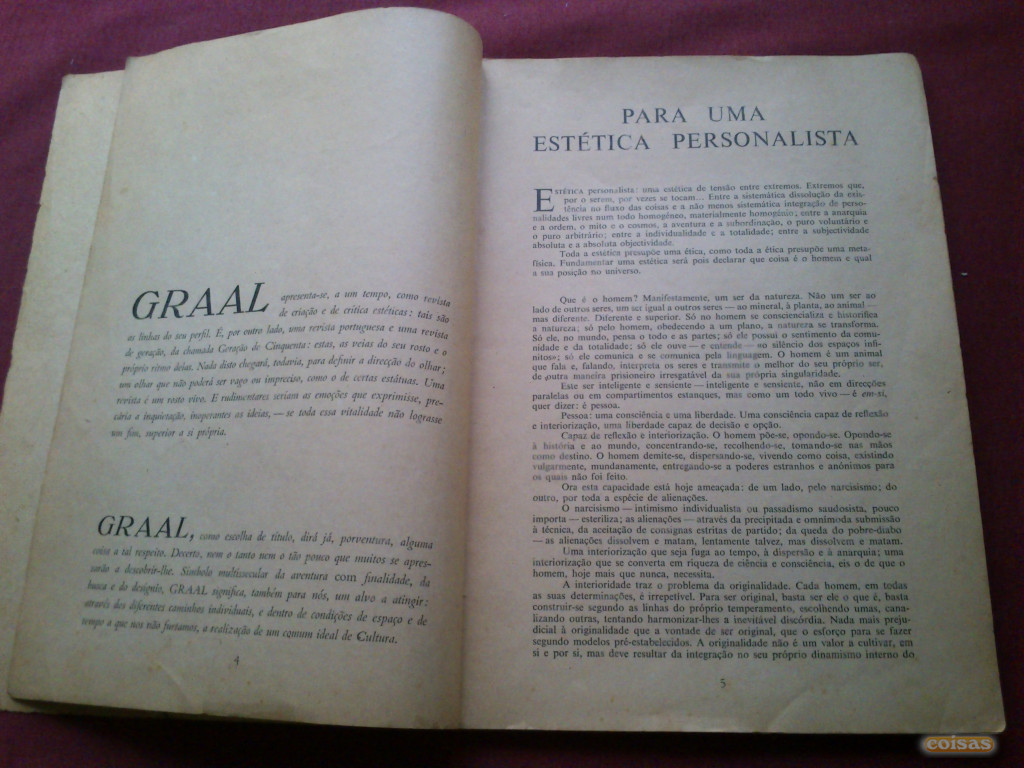 GRAAL apresenta-se, a um tempo, como revista
de criação e de crítica estéticas: tais são
as linhas do seu perfil. É, por outro lado, uma revista portuguesa e uma revista
de geração, da chamada Geração de Cinquenta: estas, as veias do seu rosto e o
próprio ritmo delas. Nada disto chegará, todavia, para definir a direcção do olhar;
um olhar que não poderá ser vago ou impreciso, como o de certas estátuas. Uma
revista é um rosto vivo. E rudimentares seriam as emoções que exprimisse, pre-
cária a inquietação, inoperantes as ideias, — se toda essa vitalidade não lograsse
um fim, superior a si própria.
GRAAL, como escolha de título, dirá já, porventura, alguma
coisa a tal respeito. Decerto, nem o tanto nem o tão pouco que muitos se apres-
sarão a descobrir-lhe. Símbolo multissecular da aventura com finalidade, da
busca e do desígnio, GRAAL significa, também para nós, um alvo a atingir:
através dos diferentes caminhos individuais, e dentro de condições de espaço e de
tempo a que nos não furtamos, a realização de um comum ideal de Cultura.
4
PARA UMA
ESTÉTICA PERSONALISTA
ESTÉTICA personalista: uma estética de tensão entre extremos. Extremos que,
por o serem, por vezes se tocam... Entre a sistemática dissolução da exis-
tência no fluxo das coisas e a não menos sistemática integração de perso-
nalidades livres num todo homogéneo, materialmente homogénio; entre a anarquia
e a ordem, o mito e o cosmos, a aventura e a subordinação, o puro voluntário e
o puro arbitrário; entre a individualidade e a totalidade; entre a subjectividade
absoluta e a absoluta objectividade.
Toda a estética presupõe uma ética, como toda a ética presupõe uma meta-
física. Fundamentar uma estética será pois declarar que coisa é o homem e qual
a sua posição no universo.
Que é o homem? Manifestamente, um ser da natureza. Não um ser ao
lado de outros seres, um ser igual a outros seres — ao mineral, à planta, ao animal —
mas diferente. Diferente e superior. Só no homem se consciencializa e historifica
a natureza; só pelo homem, obedecendo a um plano, a natureza se transforma.
Só ele, no mundo, pensa o todo e as partes; só ele possui o sentimento da comu-
nidade e da totalidade; só ele ouve — e entende — «o silêncio dos espaços infi-
nitos»; só ele comunica e se comunica pela linguagem. O homem é um animal
que fala e, falando, interpreta os seres e transmite o melhor do seu próprio ser,
de outra maneira prisioneiro irresgatável da sua própria singularidade.
Este ser inteligente e sensiente — inteligente e sensiente, não em direcções
paralelas ou em compartimentos estanques, mas como um todo vivo — é em-si,
quer dizer: é pessoa.
Pessoa: uma consciência e uma liberdade. Uma consciência capaz de reflexão
e interiorização, uma liberdade capaz de decisão e opção.
Capaz de reflexão e interiorização. O homem põe-se, opondo-se. Opondo-se
à história e ao mundo, concentrando-se, recolhendo-se, tomando-se nas mãos
como destino. O homem demite-se, dispersando-se, vivendo como coisa, existindo
vulgarmente, mundanamente, entregando-se a poderes estranhos e anónimos para
os quais não foi feito.
Ora esta capacidade está hoje ameaçada: de um lado, pelo narcisismo; do
outro, por toda a espécie de alienações.
O narcisismo — intimismo individualista ou passadismo saudosista, pouco
importa — esteriliza; as alienações — através da precipitada e omnímoda submissão
à técnica, da aceitação de consignas estritas de partido; da queda do pobre-diabo
— as alienações dissolvem e matam, lentamente talvez, mas dissolvem e matam.
Uma interiorização que seja fuga ao tempo, à dispersão e à anarquia; uma
interiorização que se converta em riqueza de ciência e consciência, eis o de que o
homem, hoje mais que nunca, necessita.
A interioridade traz o problema da originalidade. Cada homem, em todas
as suas determinações, é irrepetível. Para ser original, basta ser ele o que é, basta
construir-se segundo as linhas do próprio temperamento, escolhendo umas, cana-
lizando outras, tentando harmonizar-lhes a inevitável discórdia. Nada mais preju-
dicial à originalidade que a vontade de ser original, que o esforço para se fazer
segundo modelos pré-estabelecidos. A originalidade não é um valor a cultivar, em
si e por si, mas deve resultar da integração no seu próprio dinamismo interno do
5
coisas